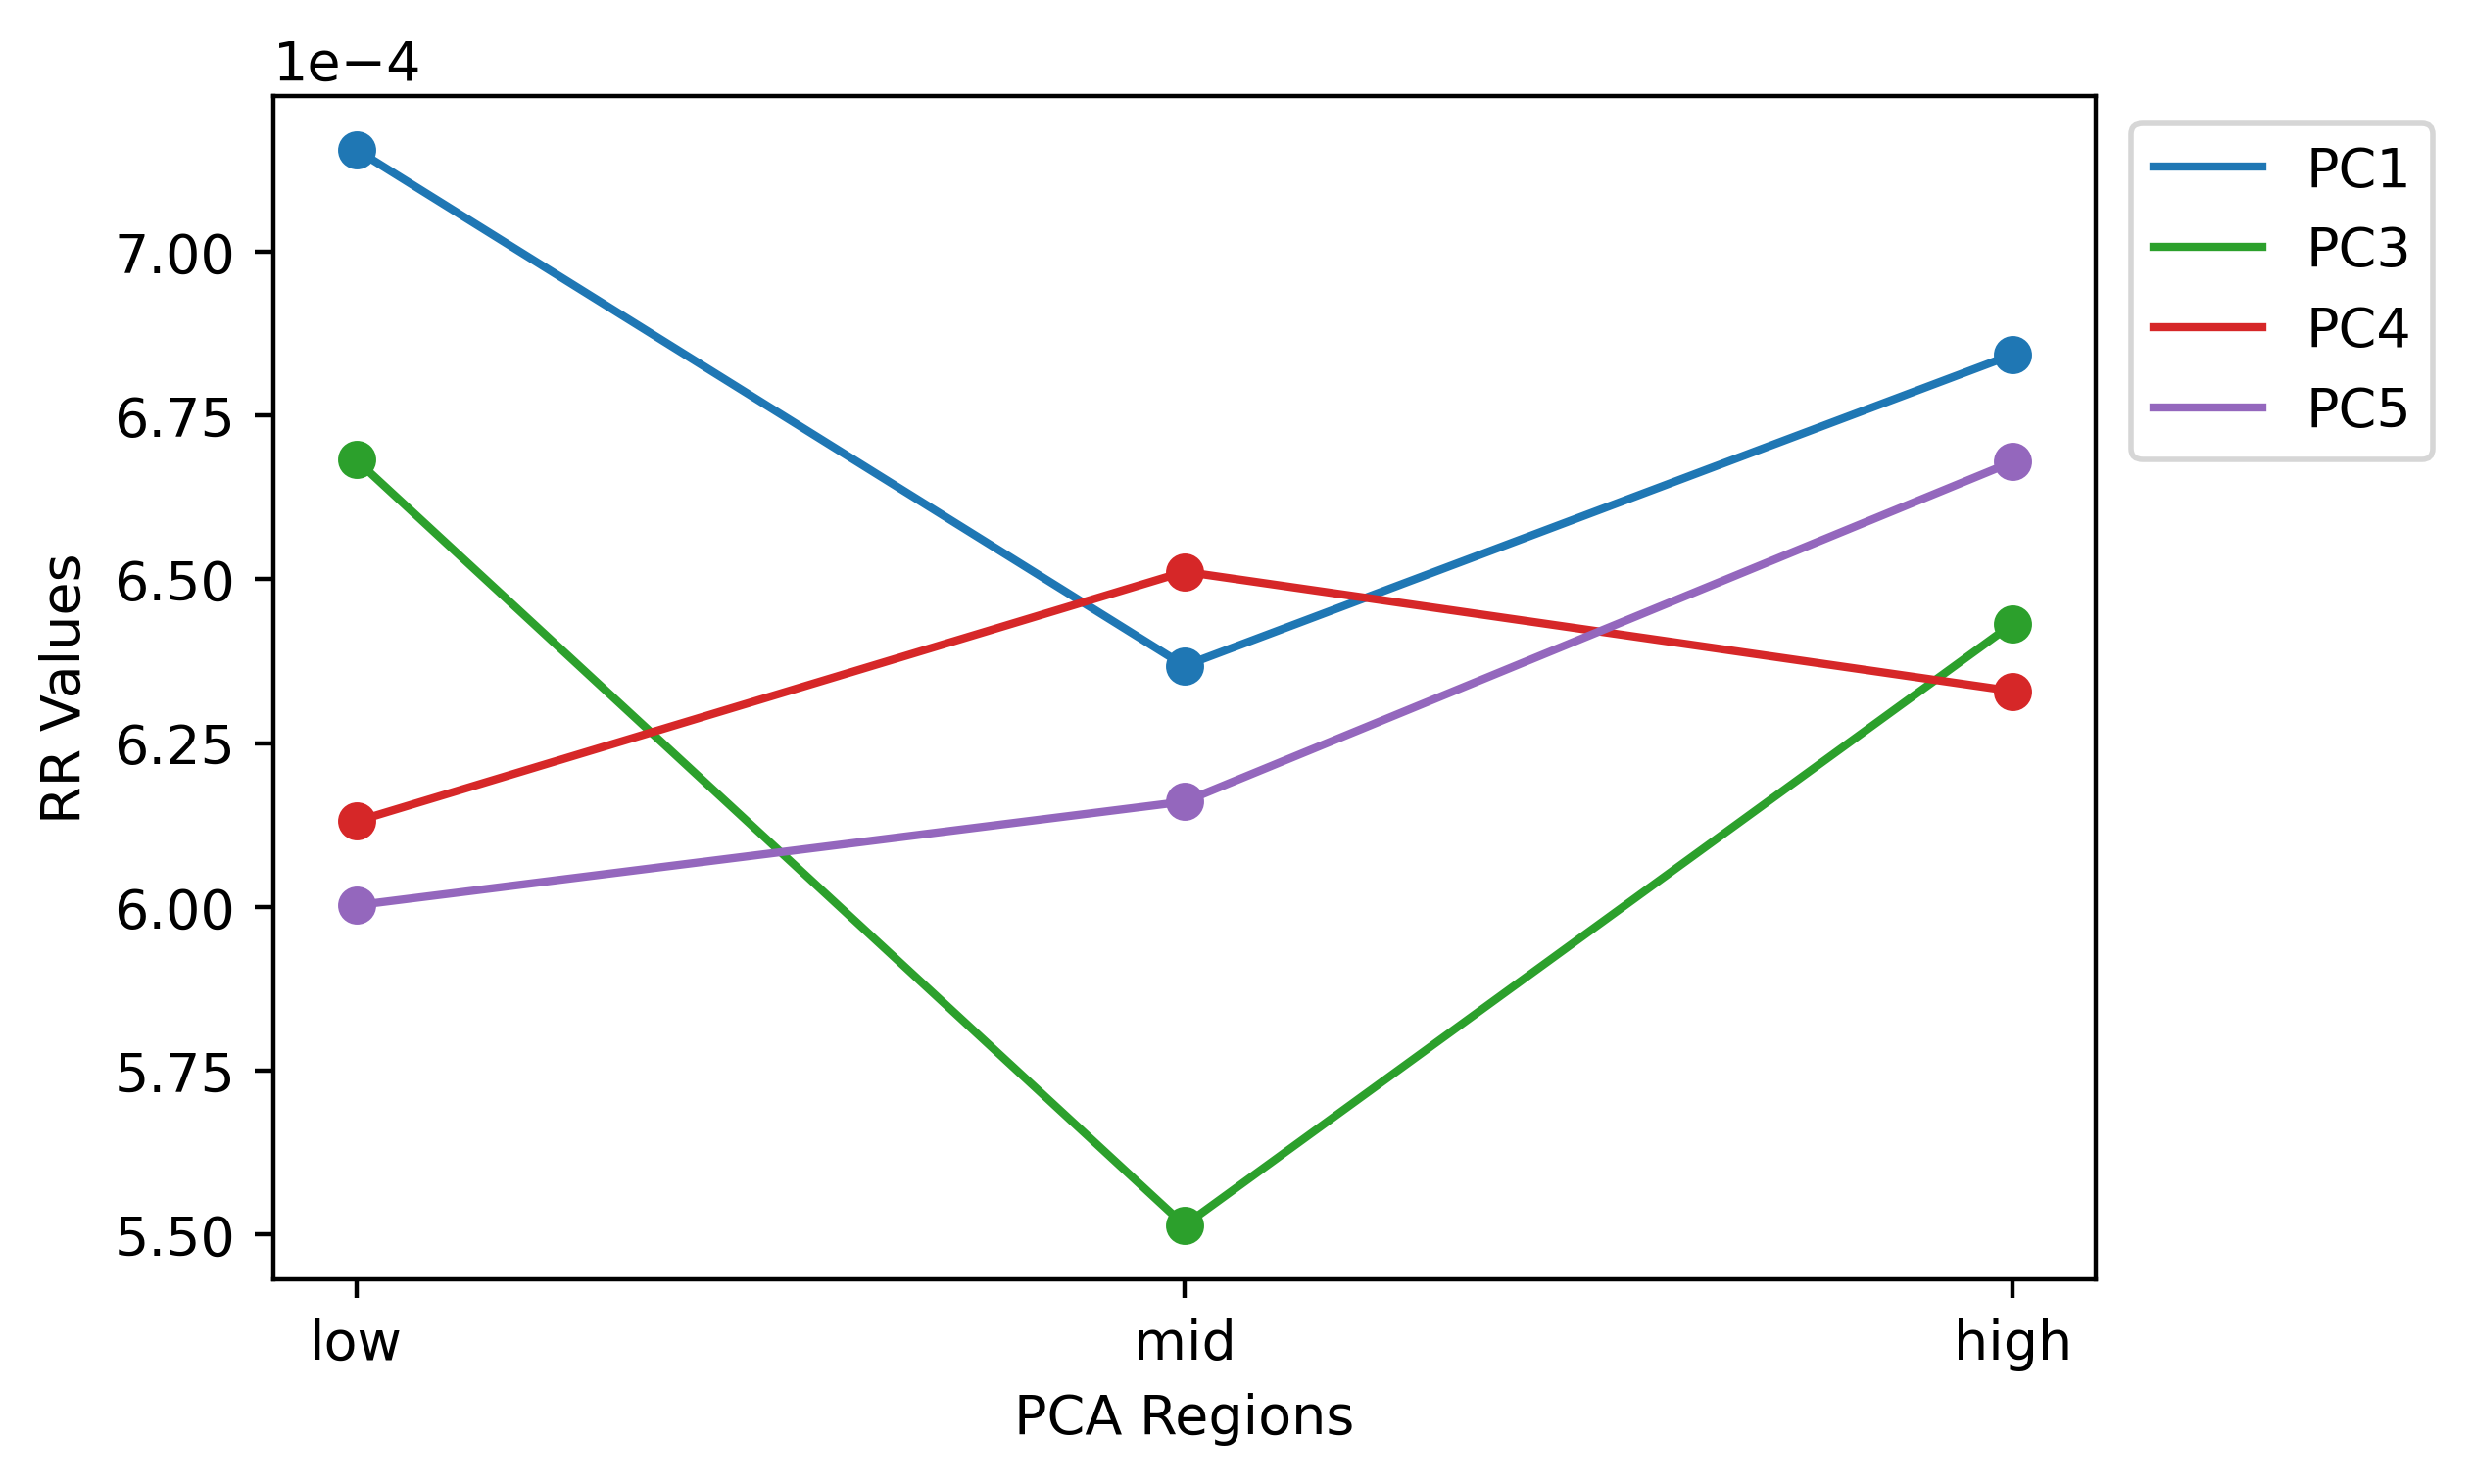 1e−4
7.00
6.75
6.50
6.25
6.00
5.75
5.50
RR Values
low
mid
high
PCA Regions
PC1
PC3
PC4
PC5